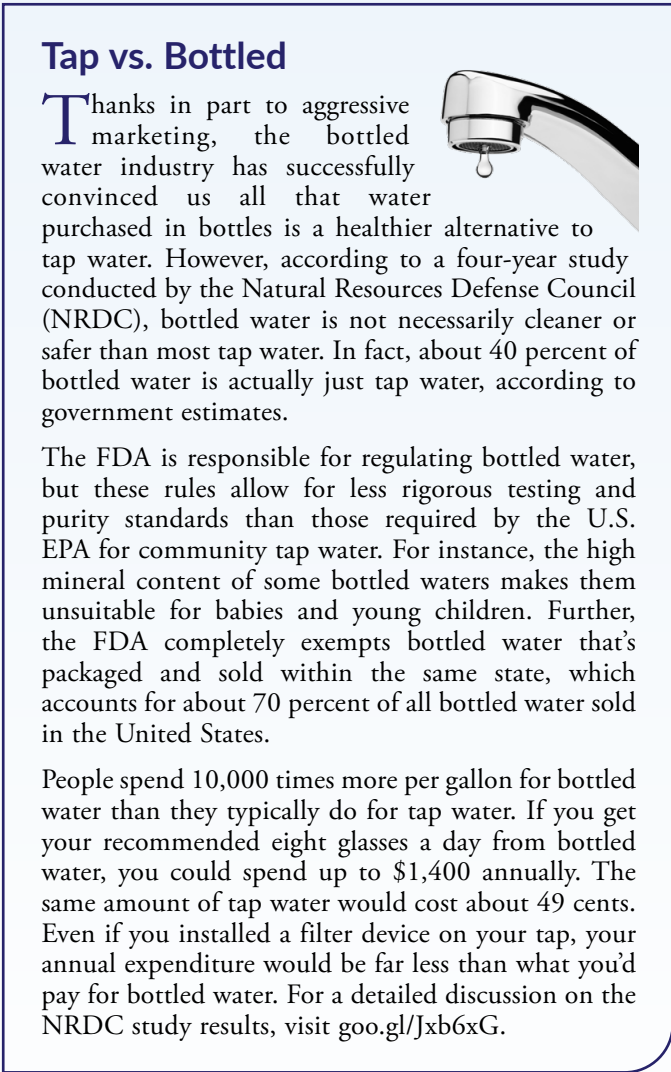 Tap vs. Bottled
Thanks in part to aggressive
marketing, the bottled
water industry has successfully
convinced us all that water
purchased in bottles is a healthier alternative to
tap water. However, according to a four-year study
conducted by the Natural Resources Defense Council
(NRDC), bottled water is not necessarily cleaner or
safer than most tap water. In fact, about 40 percent of
bottled water is actually just tap water, according to
government estimates.
The FDA is responsible for regulating bottled water,
but these rules allow for less rigorous testing and
purity standards than those required by the U.S.
EPA for community tap water. For instance, the high
mineral content of some bottled waters makes them
unsuitable for babies and young children. Further,
the FDA completely exempts bottled water that's
packaged and sold within the same state, which
accounts for about 70 percent of all bottled water sold
in the United States.
People spend 10,000 times more per gallon for bottled
water than they typically do for tap water. If you get
your recommended eight glasses a day from bottled
water, you could spend up to $1,400 annually. The
same amount of tap water would cost about 49 cents.
Even if you installed a filter device on your tap, your
annual expenditure would be far less than what you'd
pay for bottled water. For a detailed discussion on the
NRDC study results, visit goo.gl/Jxb6xG.